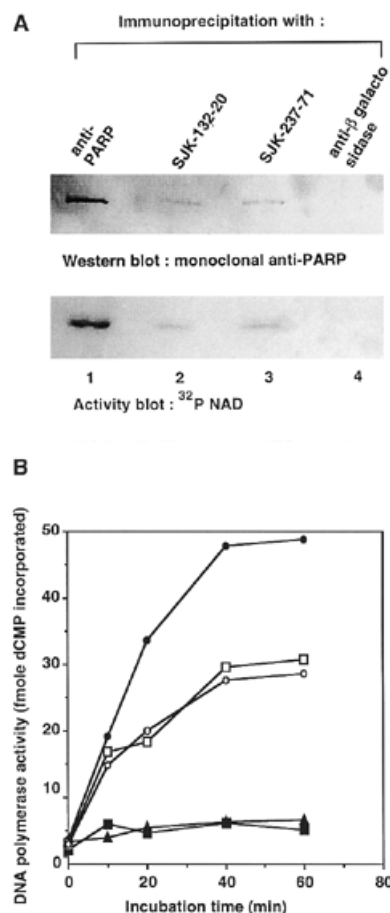 A
Immunoprecipitation with :
anti-
PARP
SJK-132-20
SJK-237-71
anti-β galacto
sidase
Western blot : monoclonal anti-PARP
1 2 3 4
Activity blot : ³²P NAD
B
DNA polymerase activity (fmole dCMP incorporated)
50
40
30
20
10
0
0 20 40 60 80
Incubation time (min)